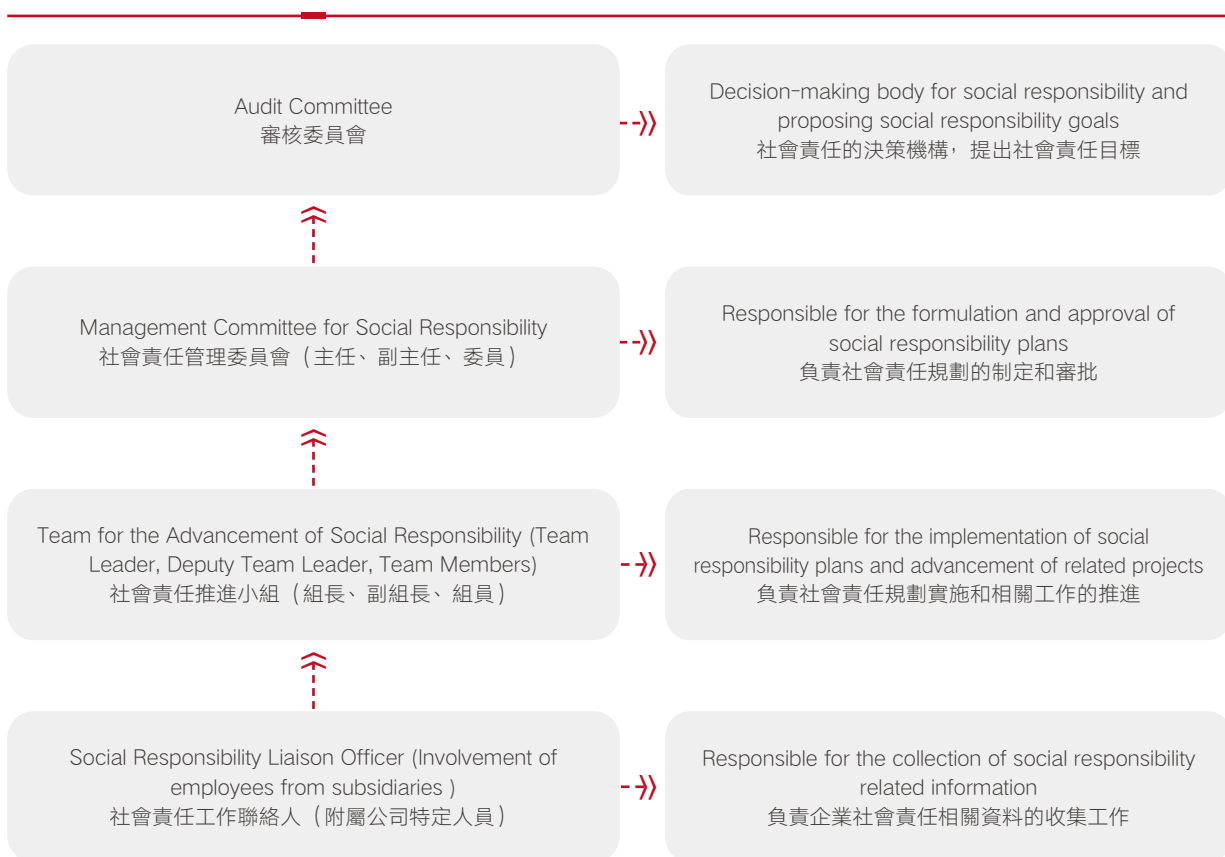 Audit Committee
審核委員會
Decision-making body for social responsibility and
proposing social responsibility goals
社會責任的決策機構，提出社會責任目標
Management Committee for Social Responsibility
社會責任管理委員會（主任、副主任、委員）
Responsible for the formulation and approval of
social responsibility plans
負責社會責任規劃的制定和審批
Team for the Advancement of Social Responsibility (Team
Leader, Deputy Team Leader, Team Members)
社會責任推進小組（組長、副組長、組員）
Responsible for the implementation of social
responsibility plans and advancement of related projects
負責社會責任規劃實施和相關工作的推進
Social Responsibility Liaison Officer (Involvement of
employees from subsidiaries )
社會責任工作聯絡人（附屬公司特定人員）
Responsible for the collection of social responsibility
related information
負責企業社會責任相關資料的收集工作